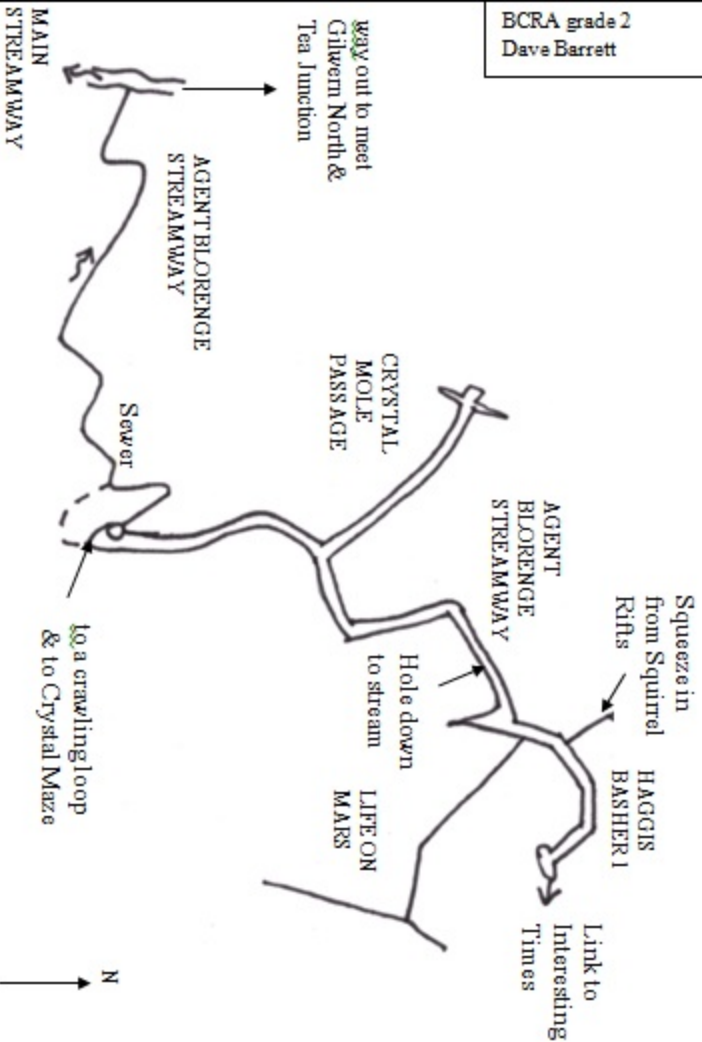 BCRA grade 2
Dave Barrett
way out to meet
Gilwern North &
Tea Junction
MAIN
STREAMWAY
AGENT BLORENGE
STREAMWAY
Sewer
CRYSTAL
MOLE
PASSAGE
AGENT
BLORENGE
STREAMWAY
Squeeze in
from Squirrel
Rifts
Hole down
to stream
HAGGIS
BASHER 1
LIFE ON
MARS
to a crawling loop
& to Crystal Maze
Link to
Interesting
Times
N